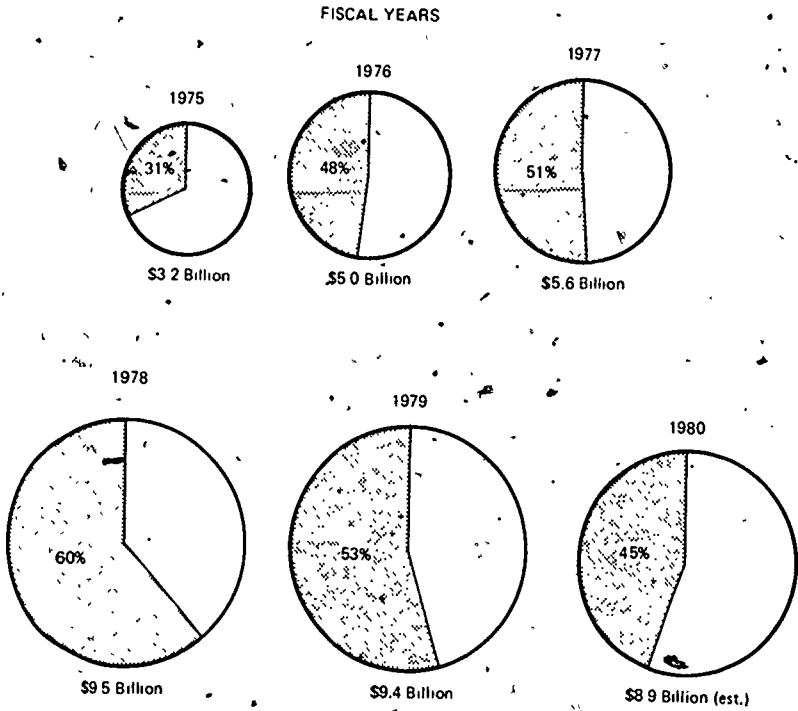 FISCAL YEARS
1975
31%
$3 2 Billion
1976
48%
$5 0 Billion
1977
51%
$5.6 Billion
1978
60%
$9 5 Billion
1979
53%
$9.4 Billion
1980
45%
$8 9 Billion (est.)